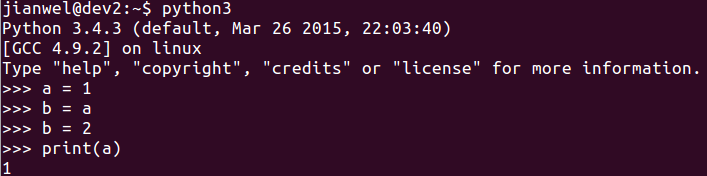 jianwel@dev2:~$ python3
Python 3.4.3 (default, Mar 26 2015, 22:03:40)
[GCC 4.9.2] on linux
Type "help", "copyright", "credits" or "license" for more information.
>>> a = 1
>>> b = a
>>> b = 2
>>> print(a)
1